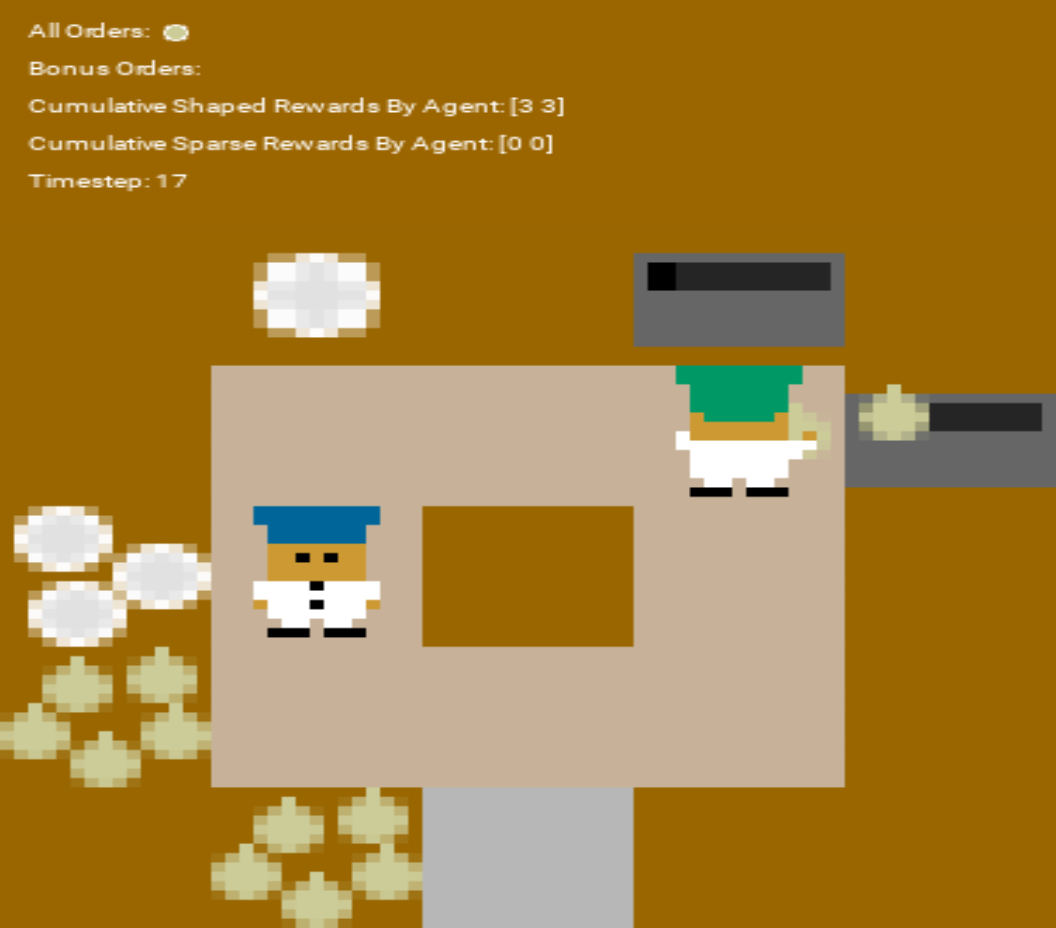 All Orders:
Bonus Orders:
Cumulative Shaped Rewards By Agent: [3 3]
Cumulative Sparse Rewards By Agent: [0 0]
Timestep: 17